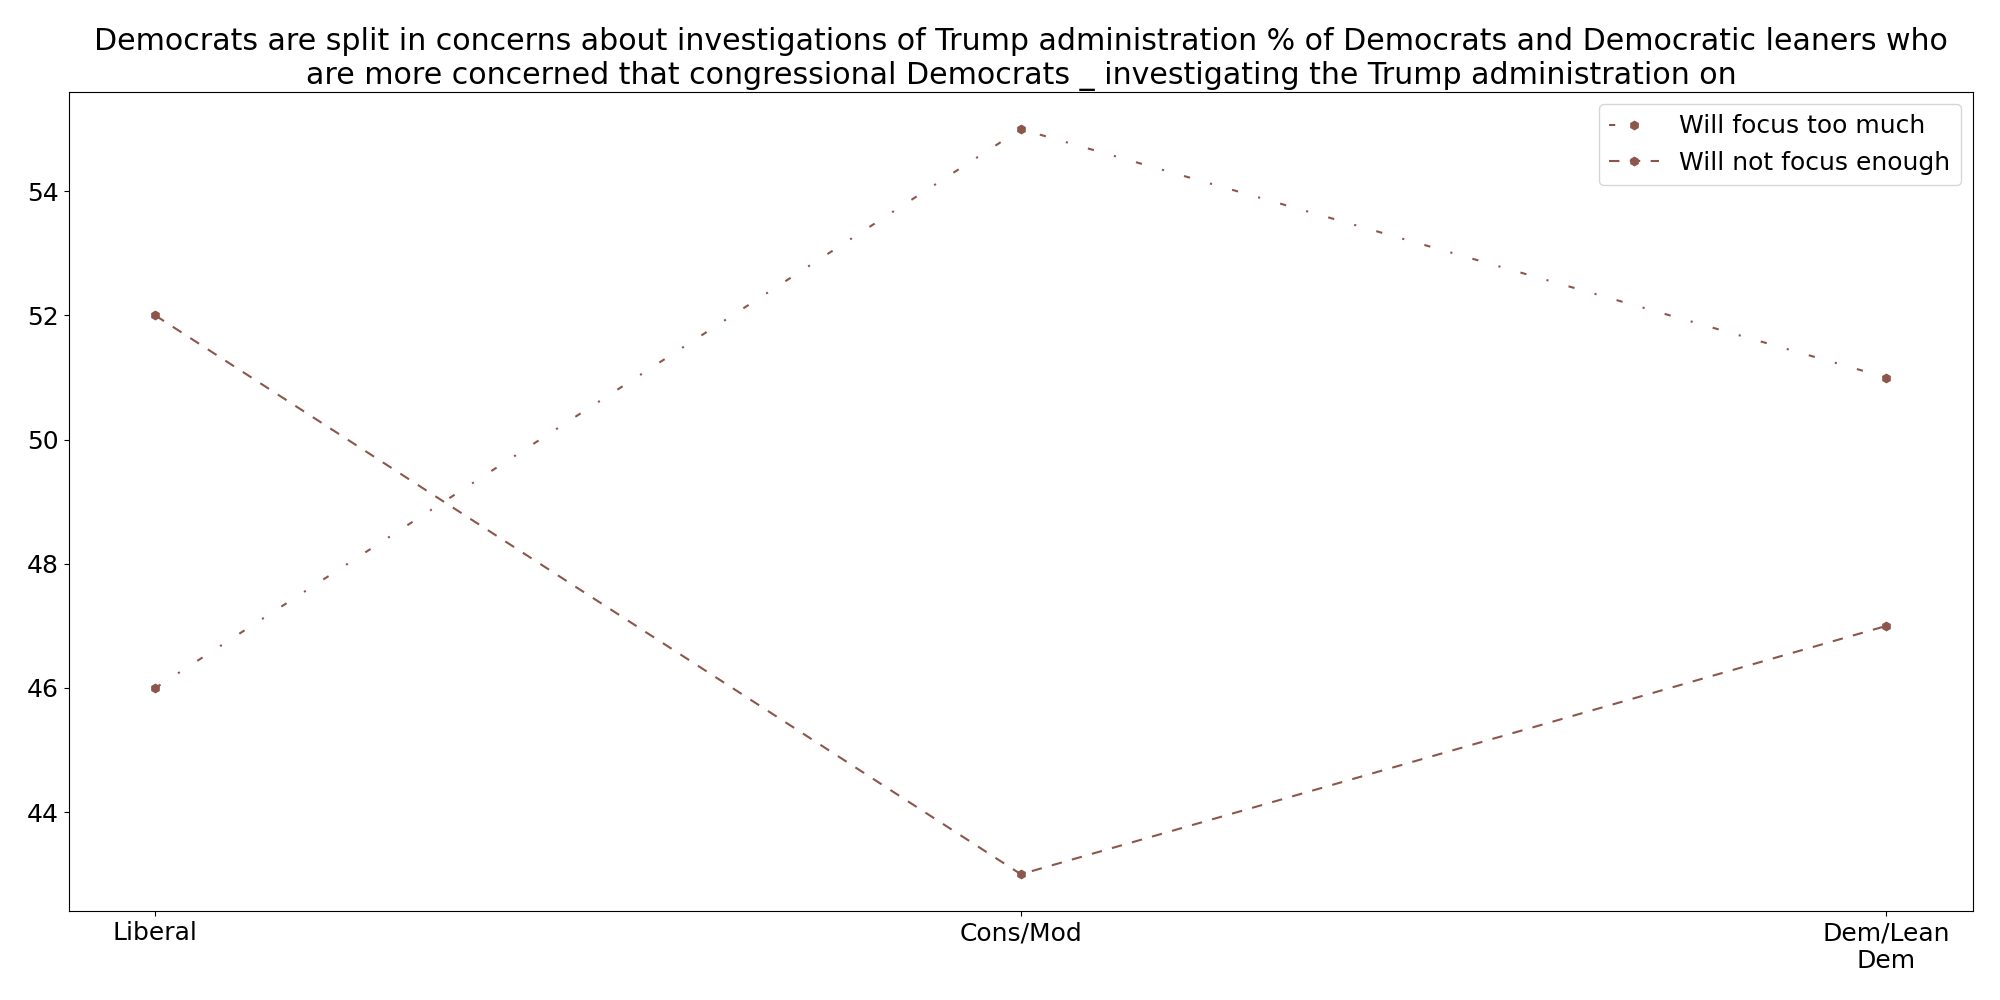 Democrats are split in concerns about investigations of Trump administration % of Democrats and Democratic leaners who
are more concerned that congressional Democrats _ investigating the Trump administration on
Will focus too much
Will not focus enough
54
52
50
48
46
44
Liberal
Cons/Mod
Dem/Lean
Dem